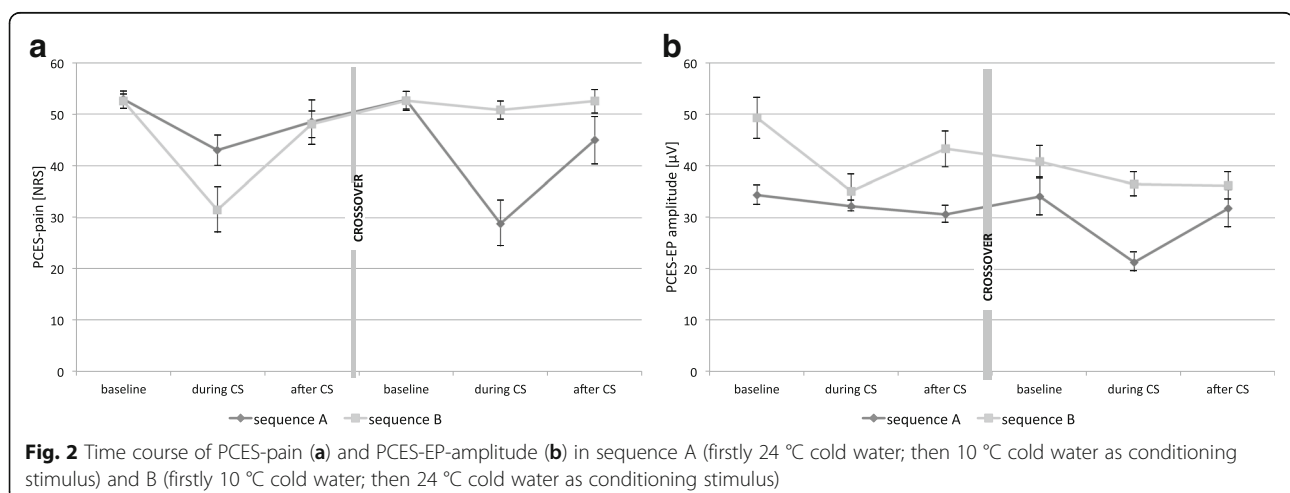 a
60
50
40
30
20
10
0
PCES-pain [NRS]
CROSSOVER
baseline during CS after CS baseline during CS after CS
sequence A sequence B
b
60
50
40
30
20
10
0
PCES-EP amplitude [µV]
CROSSOVER
baseline during CS after CS baseline during CS after CS
sequence A sequence B
Fig. 2 Time course of PCES-pain (a) and PCES-EP-amplitude (b) in sequence A (firstly 24 °C cold water; then 10 °C cold water as conditioning
stimulus) and B (firstly 10 °C cold water; then 24 °C cold water as conditioning stimulus)